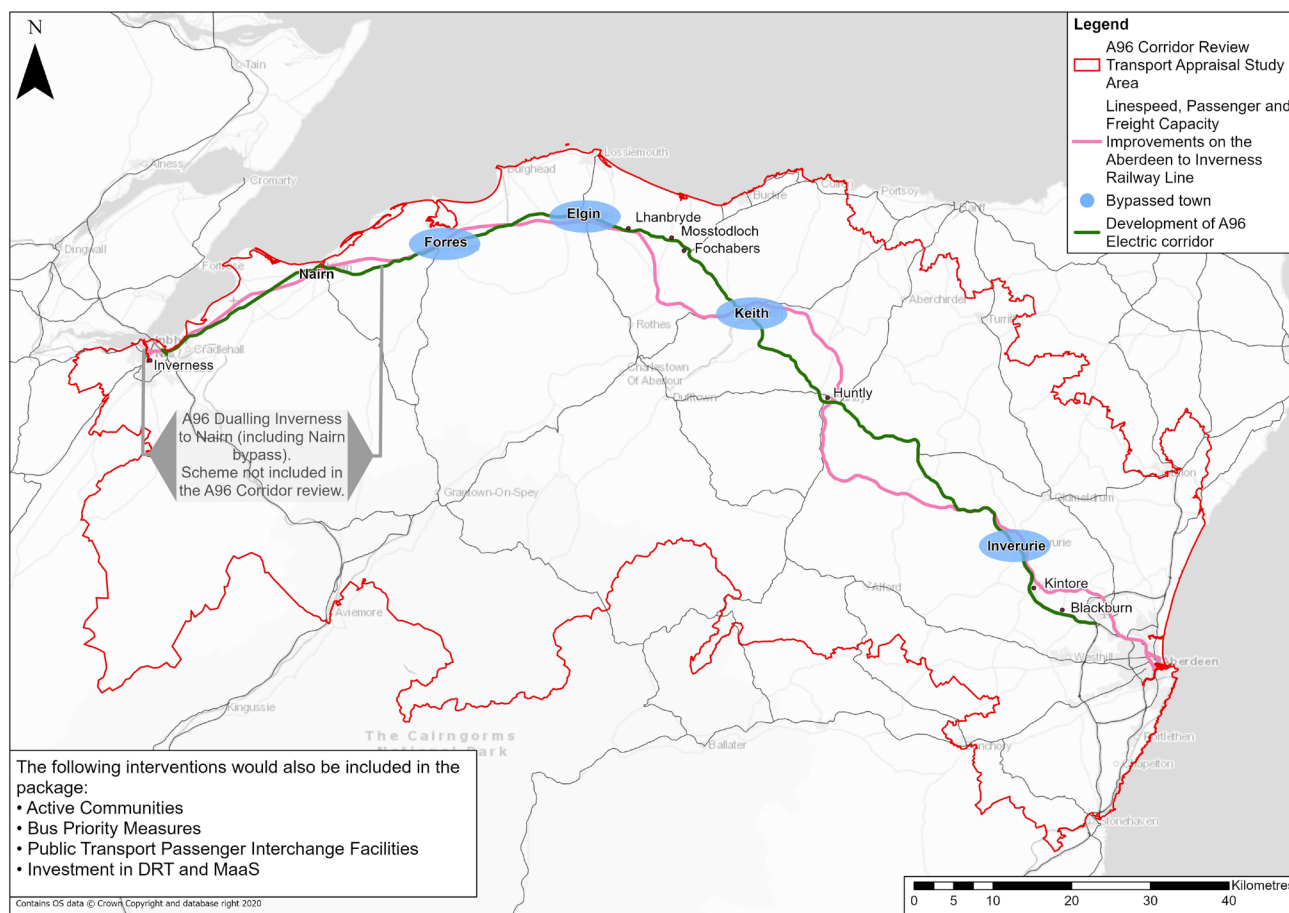 N
Tain
Alness
Cromarty
Dingwall
Lossiemouth
Burghead
Buckie
Cullen
Portsoy
Banff
Elgin
Lhanbryde
Mosstodloch
Fochabers
Forres
Nairn
Keith
Aberchirder
Turriff
Rothes
Cradlehall
Inverness
Charlestown
Of Aberlour
Dufftown
Huntly
A96 Dualling Inverness
to Nairn (including Nairn
bypass).
Scheme not included in
the A96 Corridor review.
Grantown-On-Spey
Oldmeldrum
Ellon
Inverurie
Kintore
Blackburn
Alford
Aviemore
Westhill
Aberdeen
Kingussie
The Cairngorms
National Park
Ballater
Banchory
Portlethen
Chapelton
Stonehaven
Legend
A96 Corridor Review
Transport Appraisal Study
Area
Linespeed, Passenger and
Freight Capacity
Improvements on the
Aberdeen to Inverness
Railway Line
Bypassed town
Development of A96
Electric corridor
The following interventions would also be included in the
package:
• Active Communities
• Bus Priority Measures
• Public Transport Passenger Interchange Facilities
• Investment in DRT and MaaS
Contains OS data © Crown Copyright and database right 2020
Kilometres
0 5 10 20 30 40